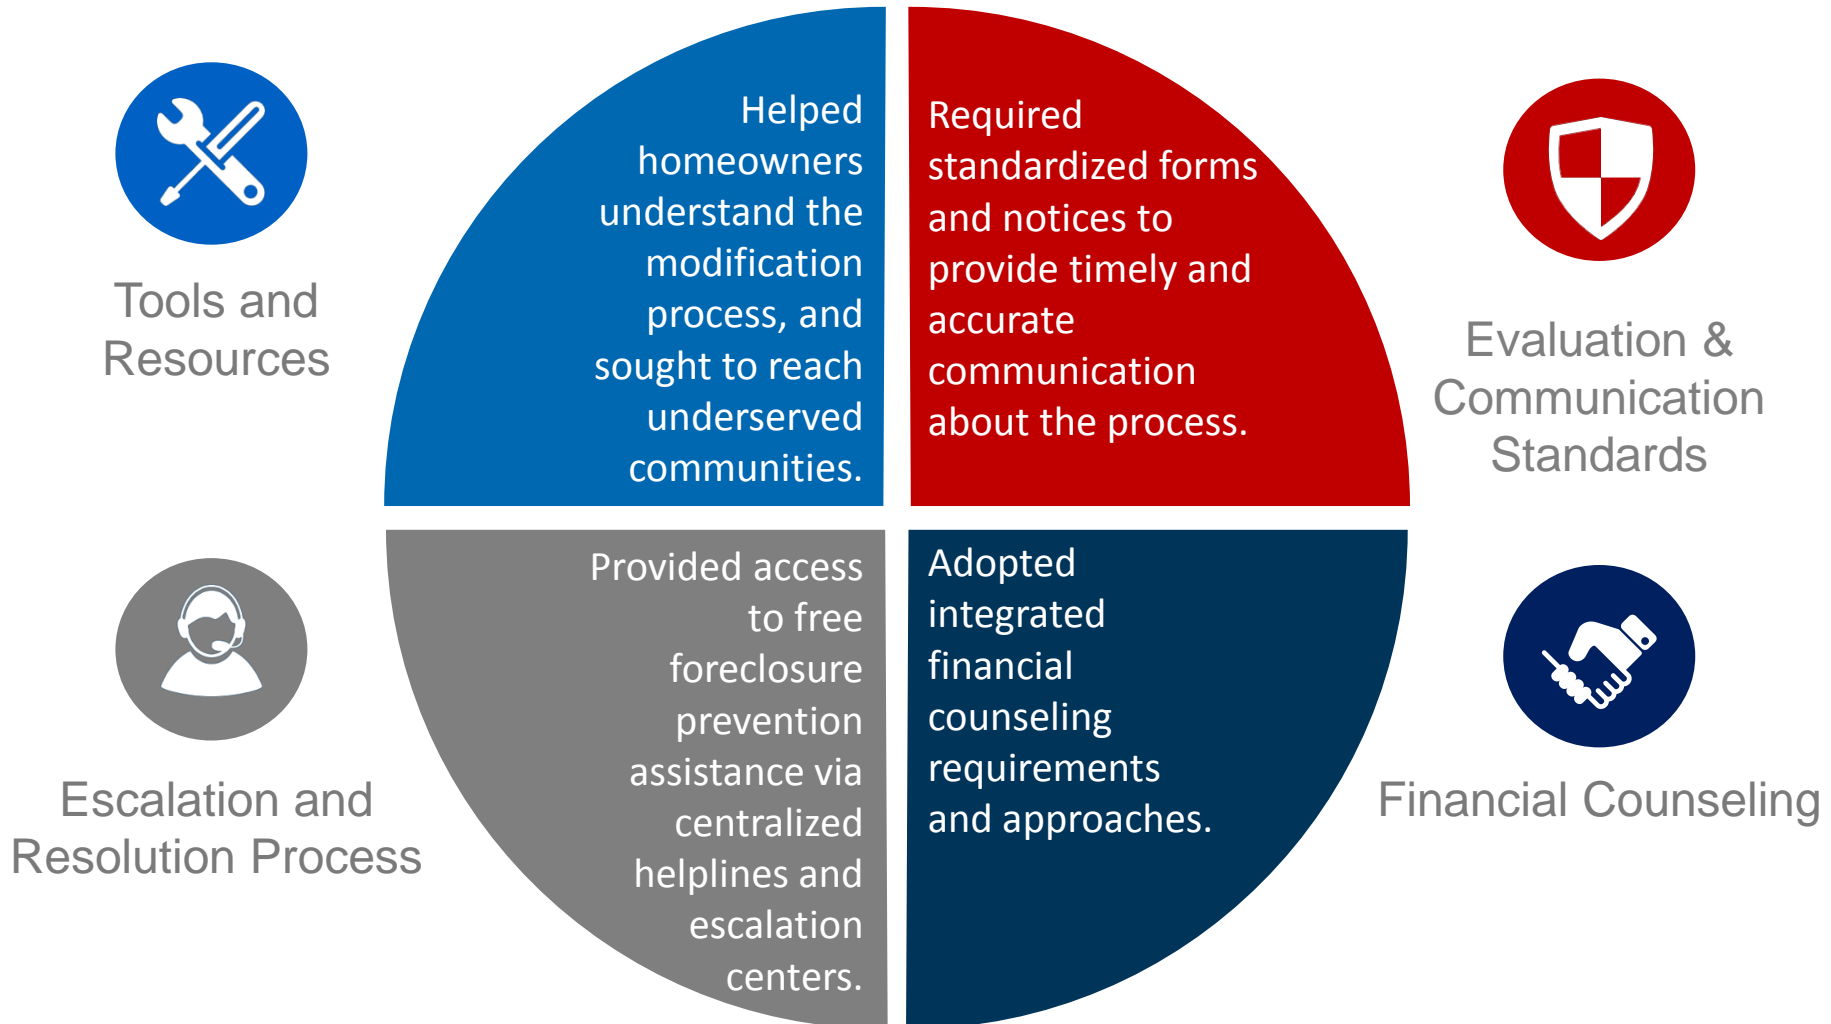 Tools and
Resources
Helped
homeowners
understand the
modification
process, and
sought to reach
underserved
communities.
Required
standardized forms
and notices to
provide timely and
accurate
communication
about the process.
Evaluation &
Communication
Standards
Escalation and
Resolution Process
Provided access
to free
foreclosure
prevention
assistance via
centralized
helplines and
escalation
centers.
Adopted
integrated
financial
counseling
requirements
and approaches.
Financial Counseling